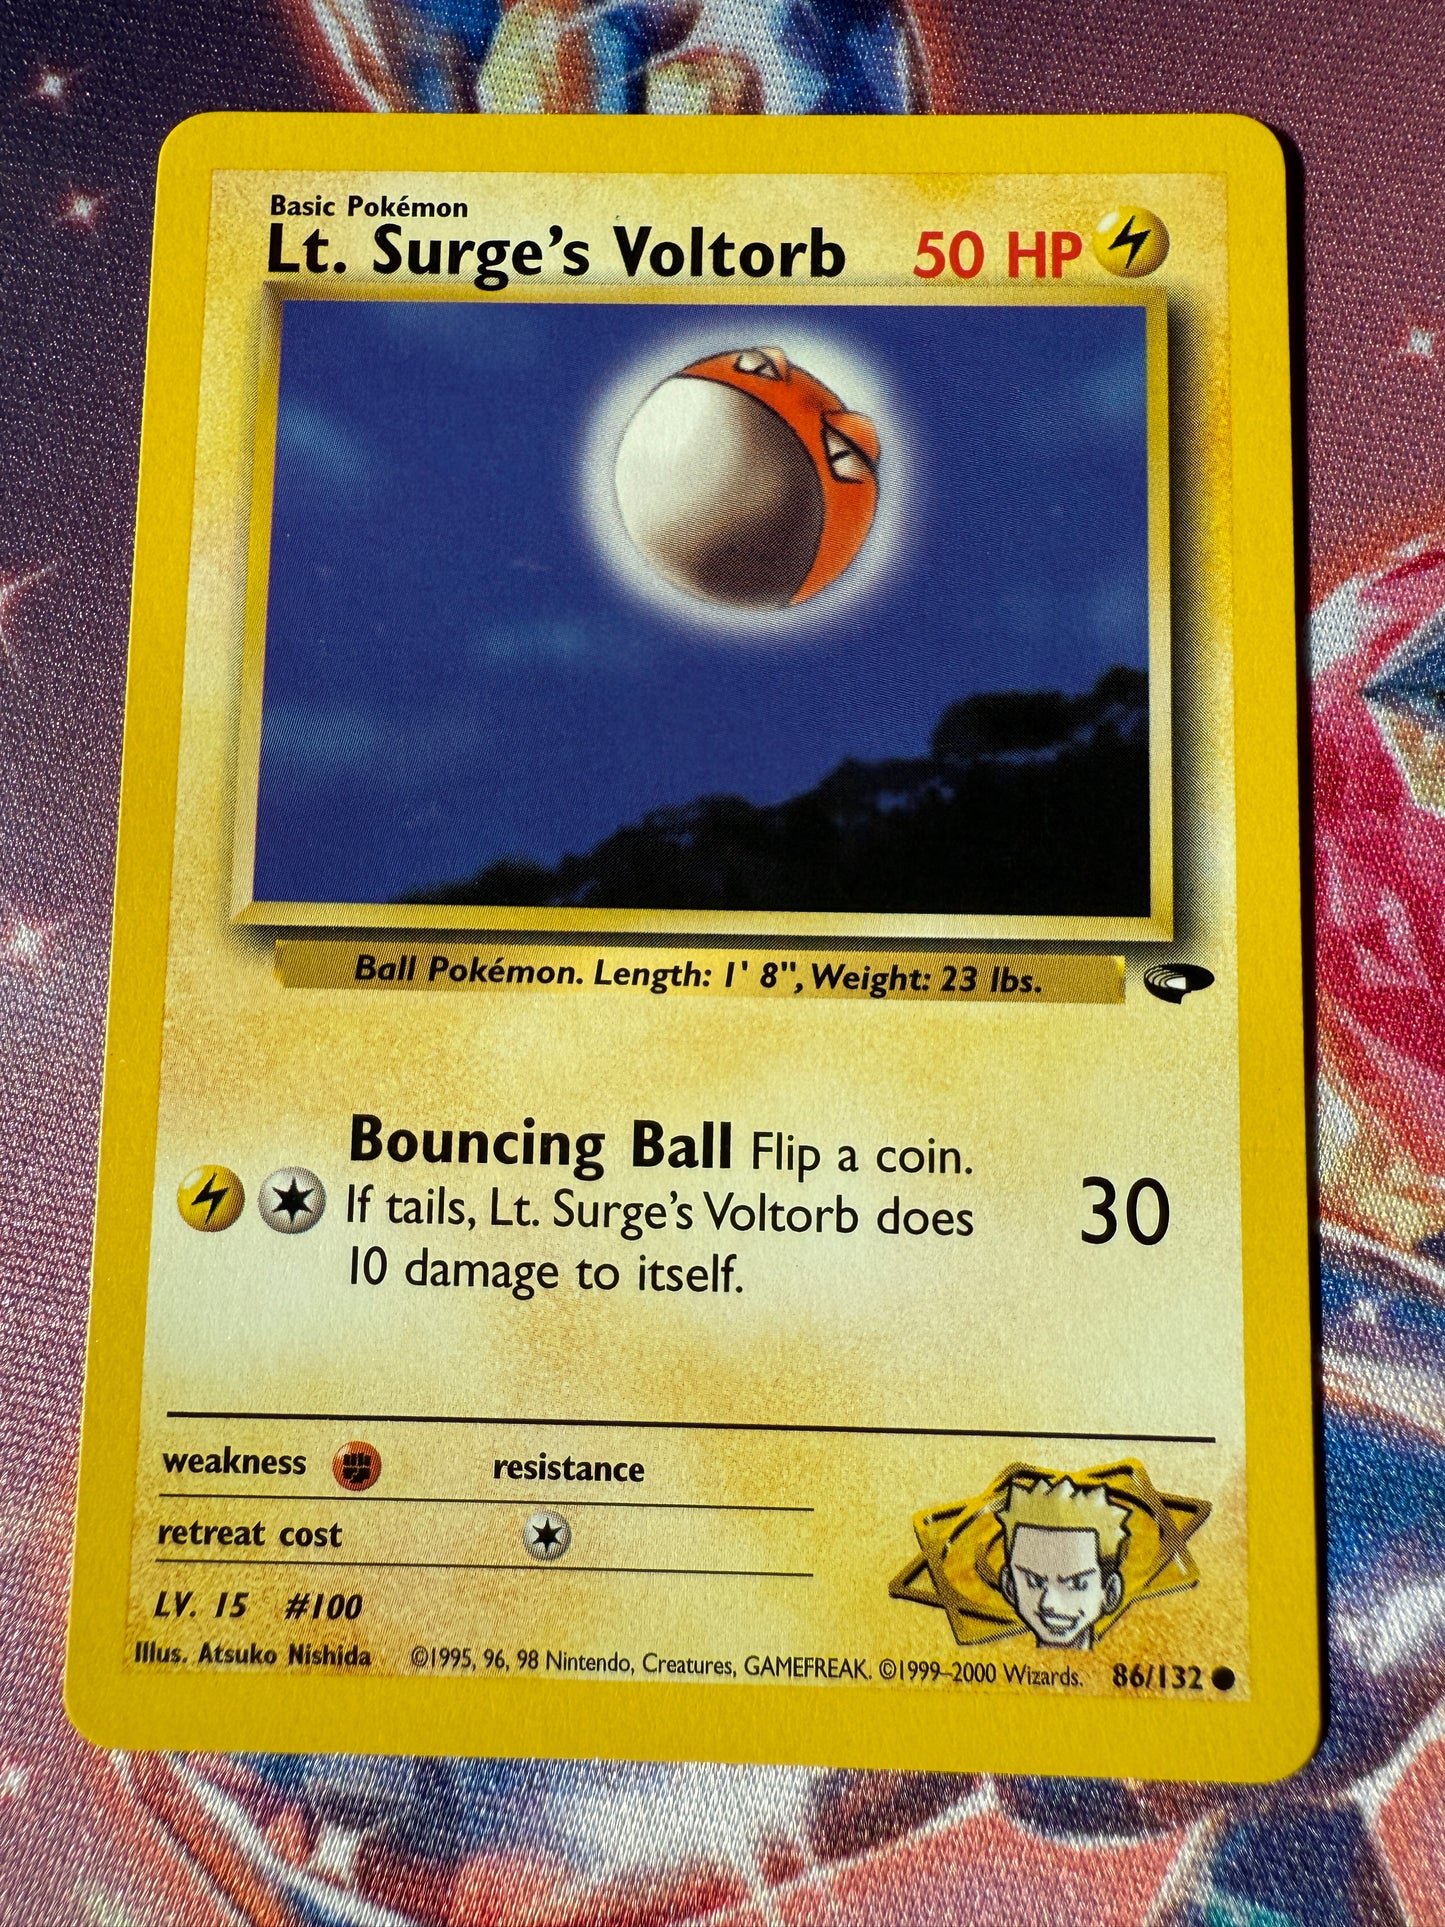 Basic Pokémon
Lt. Surge's Voltorb 50 HP
Ball Pokémon. Length: 1' 8", Weight: 23 lbs.
Bouncing Ball Flip a coin.
If tails, Lt. Surge's Voltorb does
10 damage to itself.
30
weakness resistance
retreat cost
LV. 15 #100
Illus. Atsuko Nishida ©1995, 96, 98 Nintendo, Creatures, GAMEFREAK. ©1999–2000 Wizards. 86/132